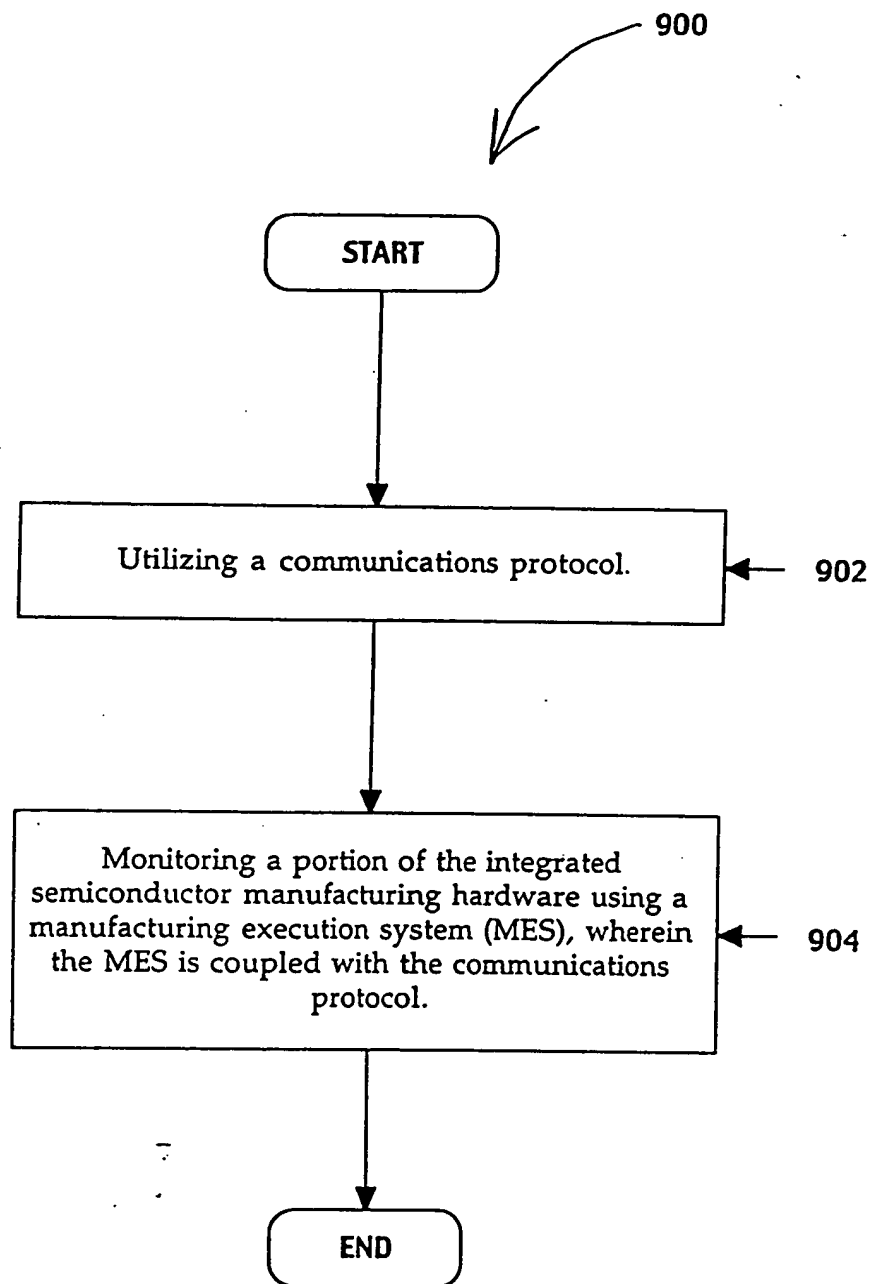 900
START
Utilizing a communications protocol.
902
Monitoring a portion of the integrated
semiconductor manufacturing hardware using a
manufacturing execution system (MES), wherein
the MES is coupled with the communications
protocol.
904
END